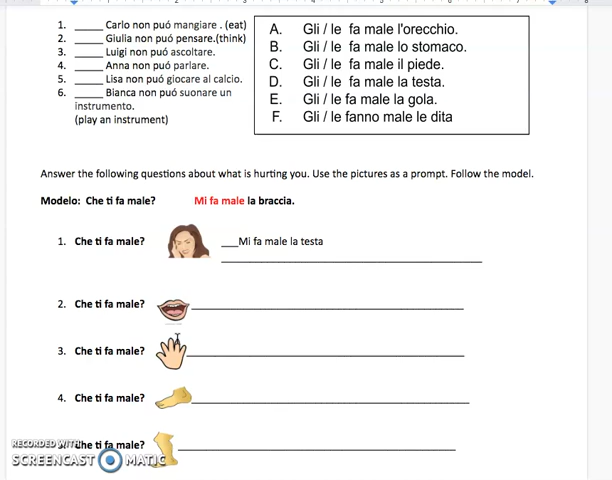 1. _____ Carlo non puó mangiare . (eat)
2. _____ Giulia non puó pensare.(think)
3. _____ Luigi non puó ascoltare.
4. _____ Anna non puó parlare.
5. _____ Lisa non puó giocare al calcio.
6. _____ Bianca non puó suonare un
instrumento.
(play an instrument)
A. Gli / le fa male l'orecchio.
B. Gli / le fa male lo stomaco.
C. Gli / le fa male il piede.
D. Gli / le fa male la testa.
E. Gli / le fa male la gola.
F. Gli / le fanno male le dita
Answer the following questions about what is hurting you. Use the pictures as a prompt. Follow the model.
Modelo: Che ti fa male? Mi fa male la braccia.
1. Che ti fa male? ___Mi fa male la testa
2. Che ti fa male?
3. Che ti fa male?
4. Che ti fa male?
Che ti fa male?
RECORDED WITH
SCREENCAST MATIC